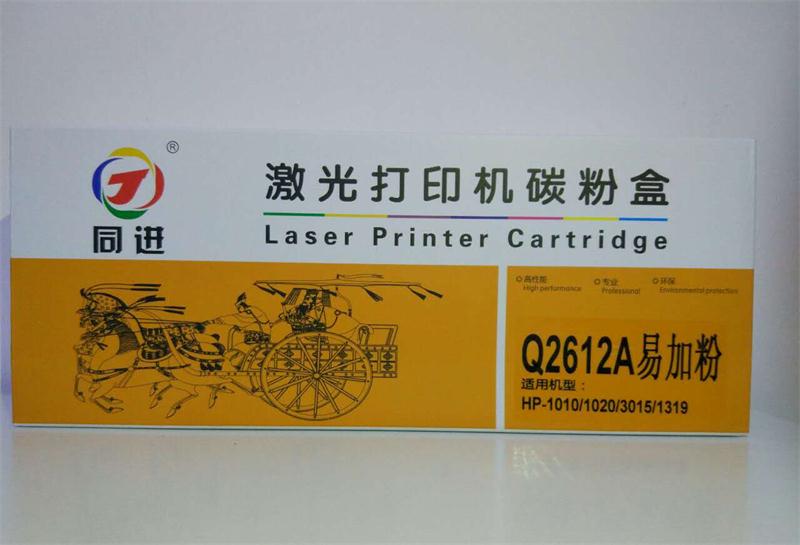 ®
同进
激光打印机碳粉盒
Laser Printer Cartridge
高性能
High performance
专业
Professional
环保
Environmental protection
Q2612A易加粉
适用机型：
HP-1010/1020/3015/1319